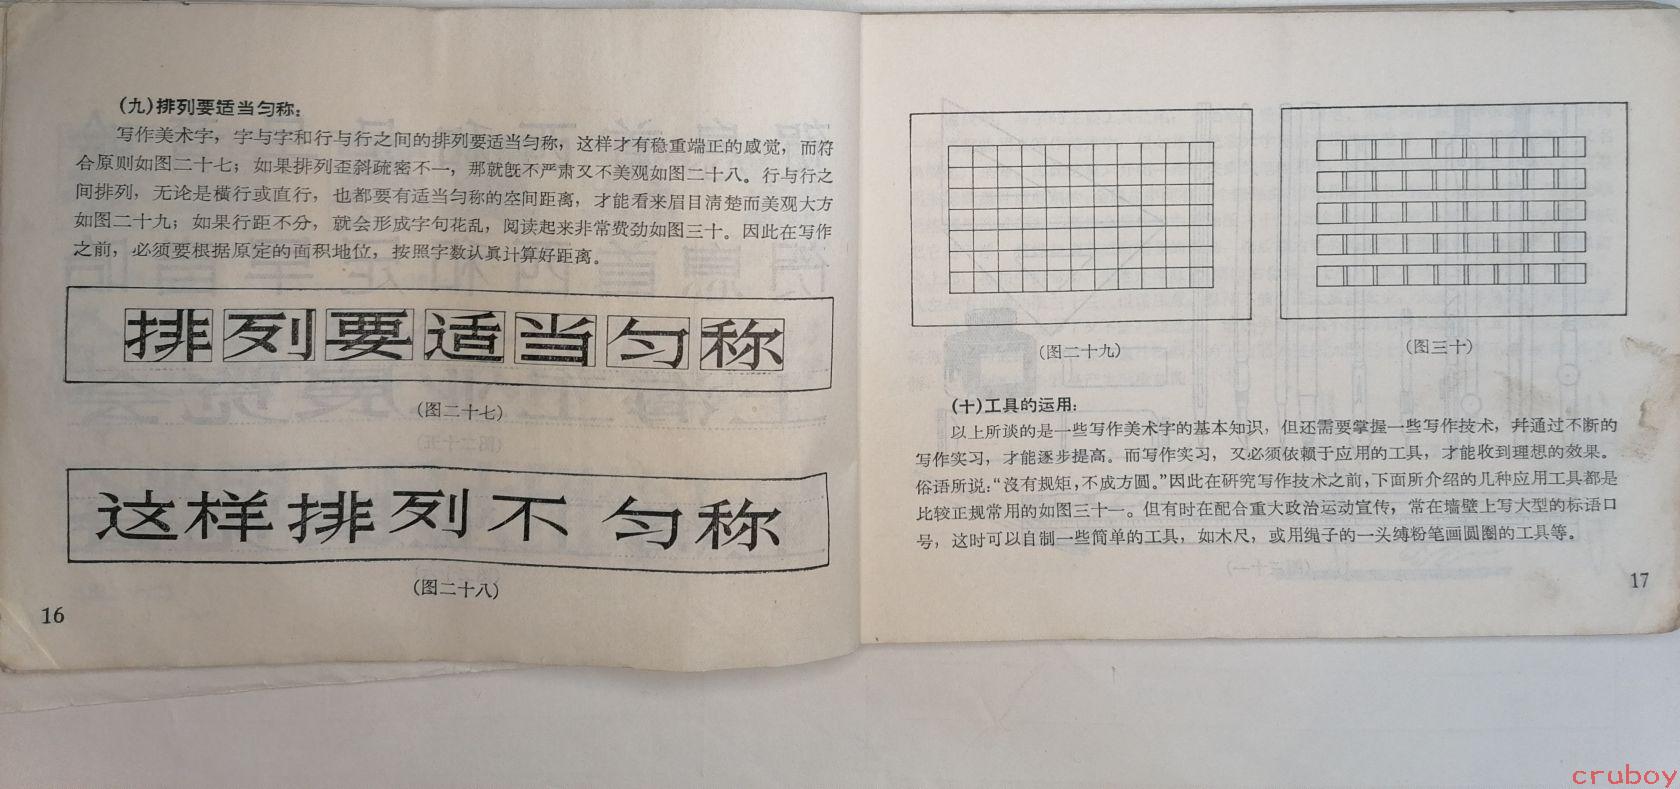 (九)排列要适当匀称：
写作美术字，字与字和行与行之间的排列要适当匀称，这样才有稳重端正的感觉，而符
合原则如图二十七；如果排列歪斜疏密不一，那就既不严肃又不美观如图二十八。行与行之
间排列，无论是横行或直行，也都要有适当匀称的空间距离，才能看来眉目清楚而美观大方
如图二十九；如果行距不分，就会形成字句花乱，阅读起来非常费劲如图三十。因此在写作
之前，必须要根据原定的面积地位，按照字数认真计算好距离。
排列要适当匀称
(图二十七)
这样排列不匀称
(图二十八)
16
(图二十九)
(图三十)
(十)工具的运用：
以上所谈的是一些写作美术字的基本知识，但还需要掌握一些写作技术，并通过不断的
写作实习，才能逐步提高。而写作实习，又必须依赖于应用的工具，才能收到理想的效果。
俗语所说：“没有规矩，不成方圆。”因此在研究写作技术之前，下面所介绍的几种应用工具都是
比较正规常用的如图三十一。但有时在配合重大政治运动宣传，常在墙壁上写大型的标语口
号，这时可以自制一些简单的工具，如木尺，或用绳子的一头缚粉笔画圆圈的工具等。
17
cruboy